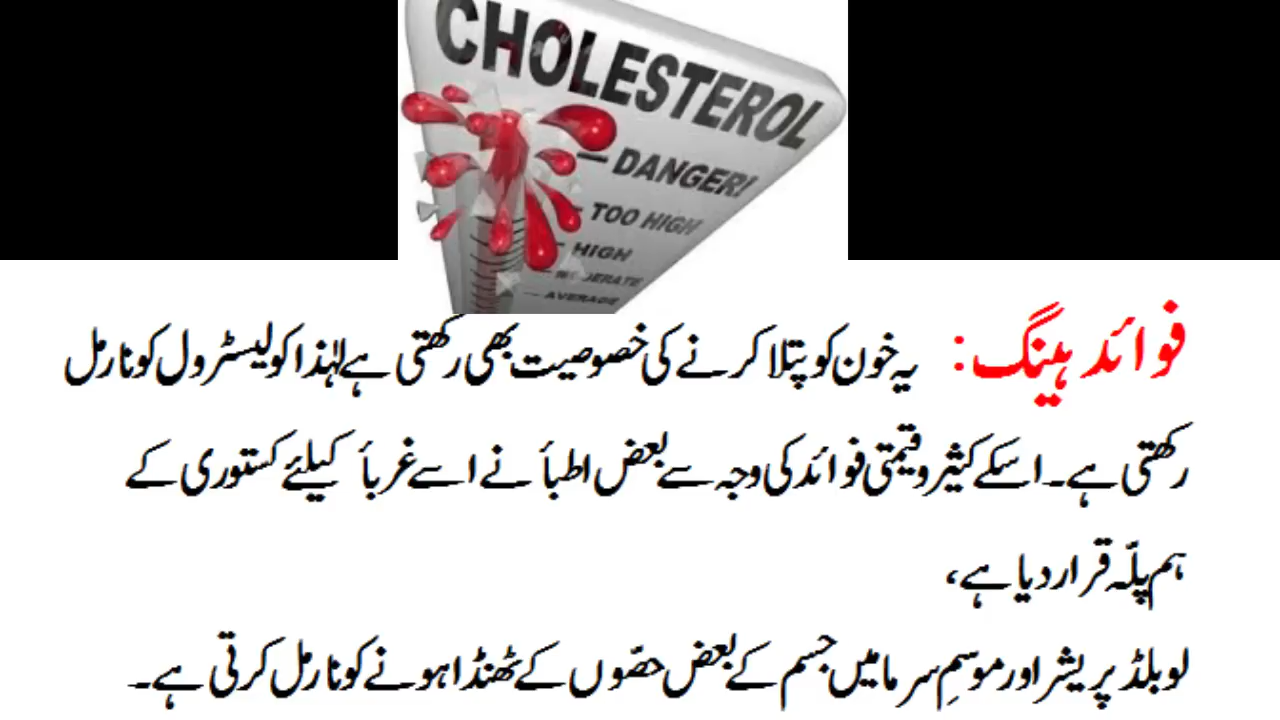 CHOLESTEROL
DANGER!
TOO HIGH
HIGH
MODERATE
AVERAGE
فوائد ہینگ: یہ خون کو پتلا کرنے کی خصوصیت بھی رکھتی ہے لہٰذا کولیسٹرول کو نارمل
رکھتی ہے۔ اسکے کثیر و قیمتی فوائد کی وجہ سے بعض اطبأ نے اسے غربأ کیلئے کستوری کے
ہم پلّہ قرار دیا ہے،
لو بلڈ پریشر اور موسمِ سرما میں جسم کے بعض حصّوں کے ٹھنڈا ہونے کو نارمل کرتی ہے۔